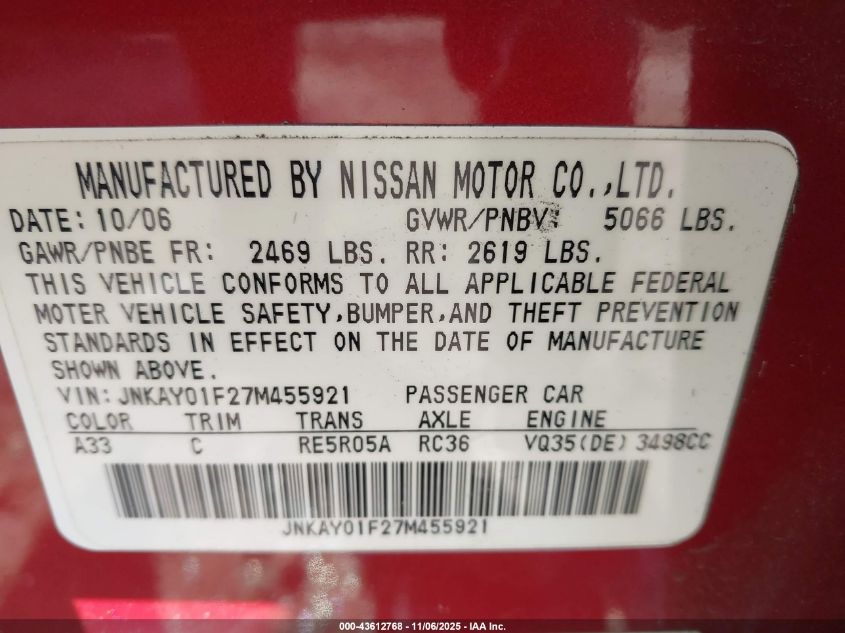 MANUFACTURED BY NISSAN MOTOR CO.,LTD.
DATE: 10/06 GVWR/PNBV: 5066 LBS.
GAWR/PNBE FR: 2469 LBS. RR: 2619 LBS.
THIS VEHICLE CONFORMS TO ALL APPLICABLE FEDERAL
MOTER VEHICLE SAFETY,BUMPER,AND THEFT PREVENTION
STANDARDS IN EFFECT ON THE DATE OF MANUFACTURE
SHOWN ABOVE.
VIN: JNKAY01F27M455921 PASSENGER CAR
COLOR TRIM TRANS AXLE ENGINE
A33 C RE5R05A RC36 VQ35(DE) 3498CC
JNKAY01F27M455921
000-43612768 - 11/06/2025 - IAA Inc.